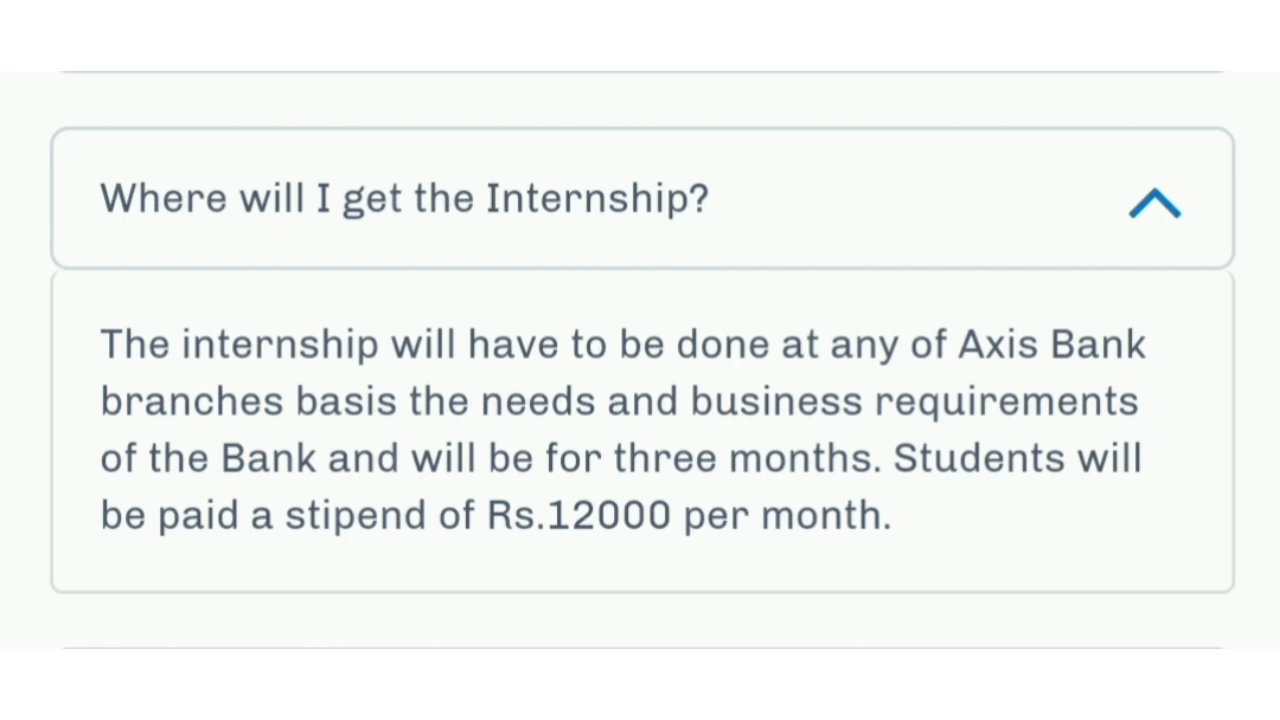 Where will I get the Internship?
The internship will have to be done at any of Axis Bank
branches basis the needs and business requirements
of the Bank and will be for three months. Students will
be paid a stipend of Rs.12000 per month.